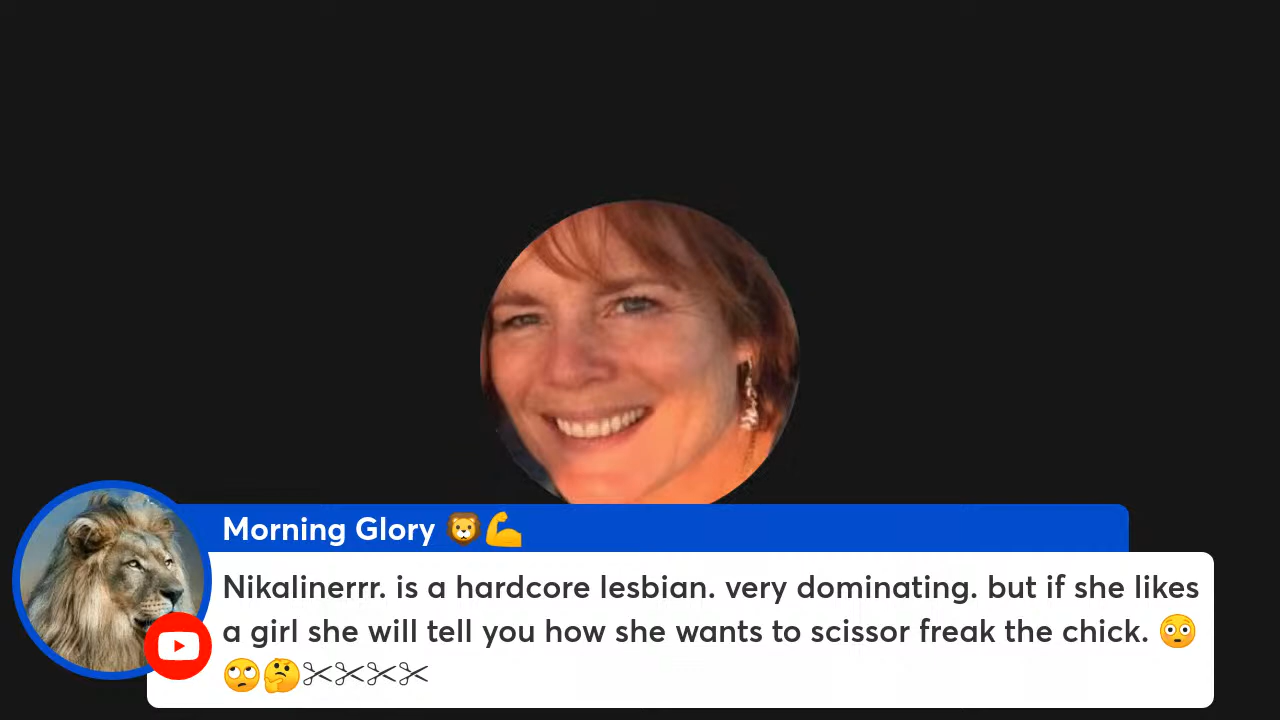 Morning Glory 🦁💪
Nikalinerrr. is a hardcore lesbian. very dominating. but if she likes
a girl she will tell you how she wants to scissor freak the chick. 😳
🙄🤔✂✂✂✂